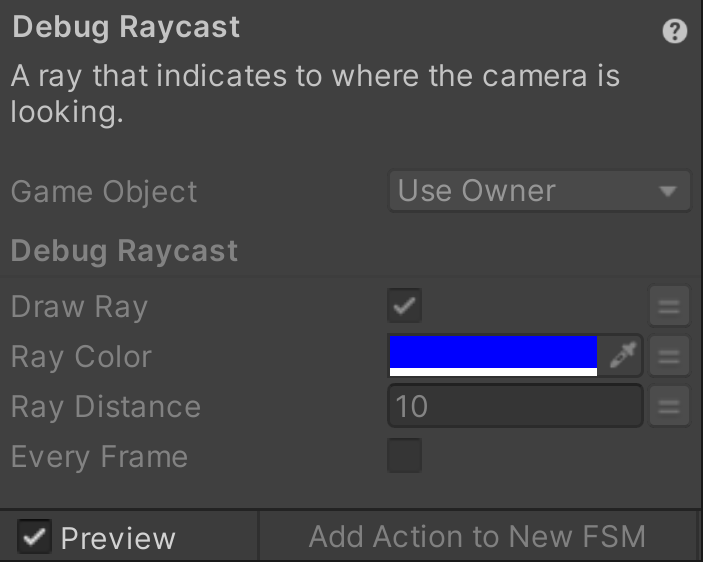 Debug Raycast
A ray that indicates to where the camera is
looking.
Game Object Use Owner
Debug Raycast
Draw Ray
Ray Color
Ray Distance 10
Every Frame
Preview Add Action to New FSM